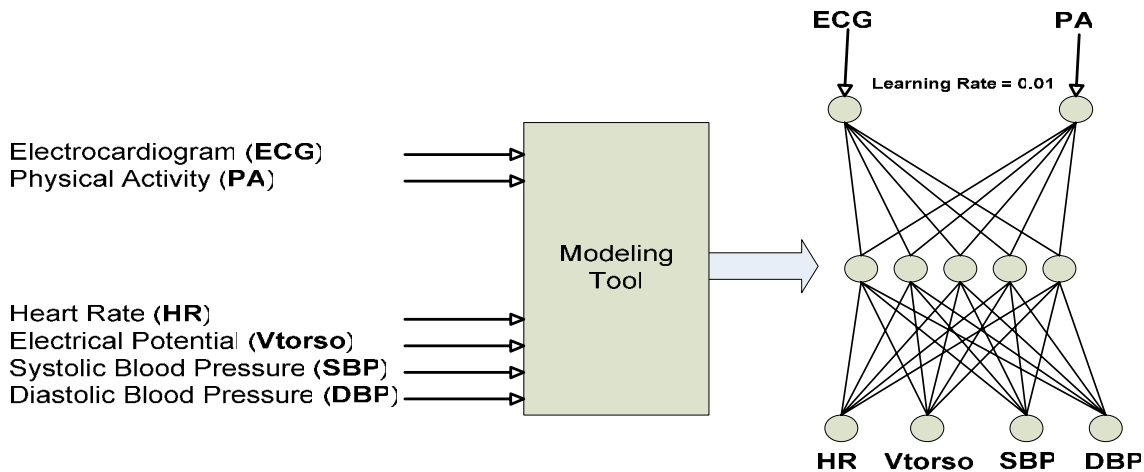 Electrocardiogram (ECG)
Physical Activity (PA)
Heart Rate (HR)
Electrical Potential (Vtorso)
Systolic Blood Pressure (SBP)
Diastolic Blood Pressure (DBP)
Modeling
Tool
ECG
PA
Learning Rate = 0.01
HR
Vtorso
SBP
DBP